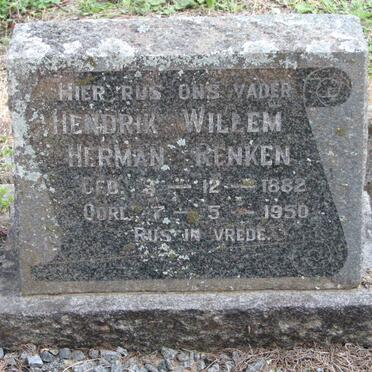 HIER RUS ONS VADER
HENDRIK WILLEM
HERMAN RENKEN
GEB. 3 — 12 — 1882
OORL. 7 — 5 — 1950
RUS IN VREDE.